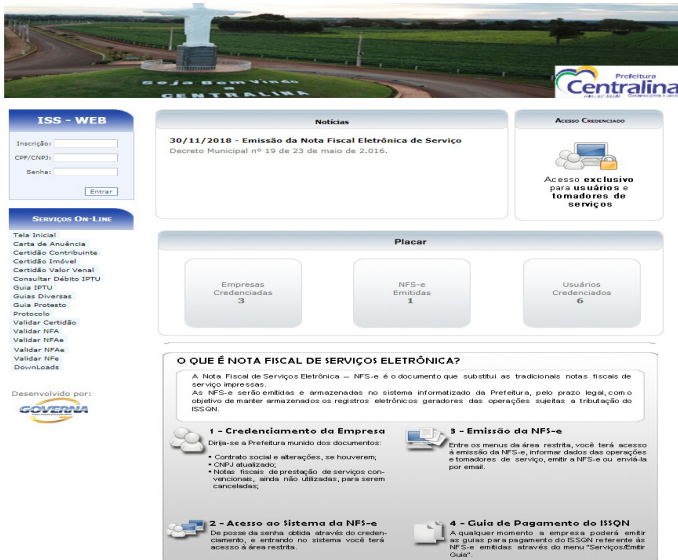 Seja Bem Vindo
a
CENTRALINA
Prefeitura
Centralina
ISS - WEB
Inscrição:
CPF/CNPJ:
Senha:
Entrar
Notícias
30/11/2018 - Emissão da Nota Fiscal Eletrônica de Serviço
Decreto Municipal nº 19 de 23 de maio de 2.016.
Acesso Credenciado
Acesso exclusivo
para usuários e
tomadores de
serviços
Serviços On-Line
Tela Inicial
Carta de Anuência
Certidão Contribuinte
Certidão Imóvel
Certidão Valor Venal
Consultar Débito IPTU
Guia IPTU
Guias Diversas
Guia Protesto
Protocolo
Validar Certidão
Validar NFA
Validar NFAe
Validar NFAe
Validar NFe
DownLoads
Desenvolvido por:
GOVERNA
Placar
Empresas
Credenciadas
3
NFS-e
Emitidas
1
Usuários
Credenciados
6
O QUE É NOTA FISCAL DE SERVIÇOS ELETRÔNICA?
A Nota Fiscal de Serviços Eletrônica – NFS-e é o documento que substitui as tradicionais notas fiscais de
serviço impressas.
As NFS-e serão emitidas e armazenadas no sistema informatizado da Prefeitura, pelo prazo legal, com o
objetivo de manter armazenados os registros eletrônicos geradores das operações sujeitas a tributação do
ISSQN.
1 - Credenciamento da Empresa
Dirija-se a Prefeitura munido dos documentos:
• Contrato social e alterações, se houverem;
• CNPJ atualizado;
• Notas fiscais de prestação de serviços con-
vencionais, ainda não utilizadas, para serem
canceladas;
2 - Acesso ao Sistema da NFS-e
De posse da senha obtida através do creden-
ciamento, e entrando no sistema você terá
acesso à área restrita.
3 - Emissão da NFS-e
Entre os menus da área restrita, você terá acesso
à emissão da NFS-e, informar dados das operações
e tomadores de serviço, emitir a NFS-e ou enviá-la
por email.
4 - Guia de Pagamento do ISSQN
A qualquer momento a empresa poderá emitir
as guias para pagamento do ISSQN referente às
NFS-e emitidas através do menu "Serviços/Emitir
Guia".